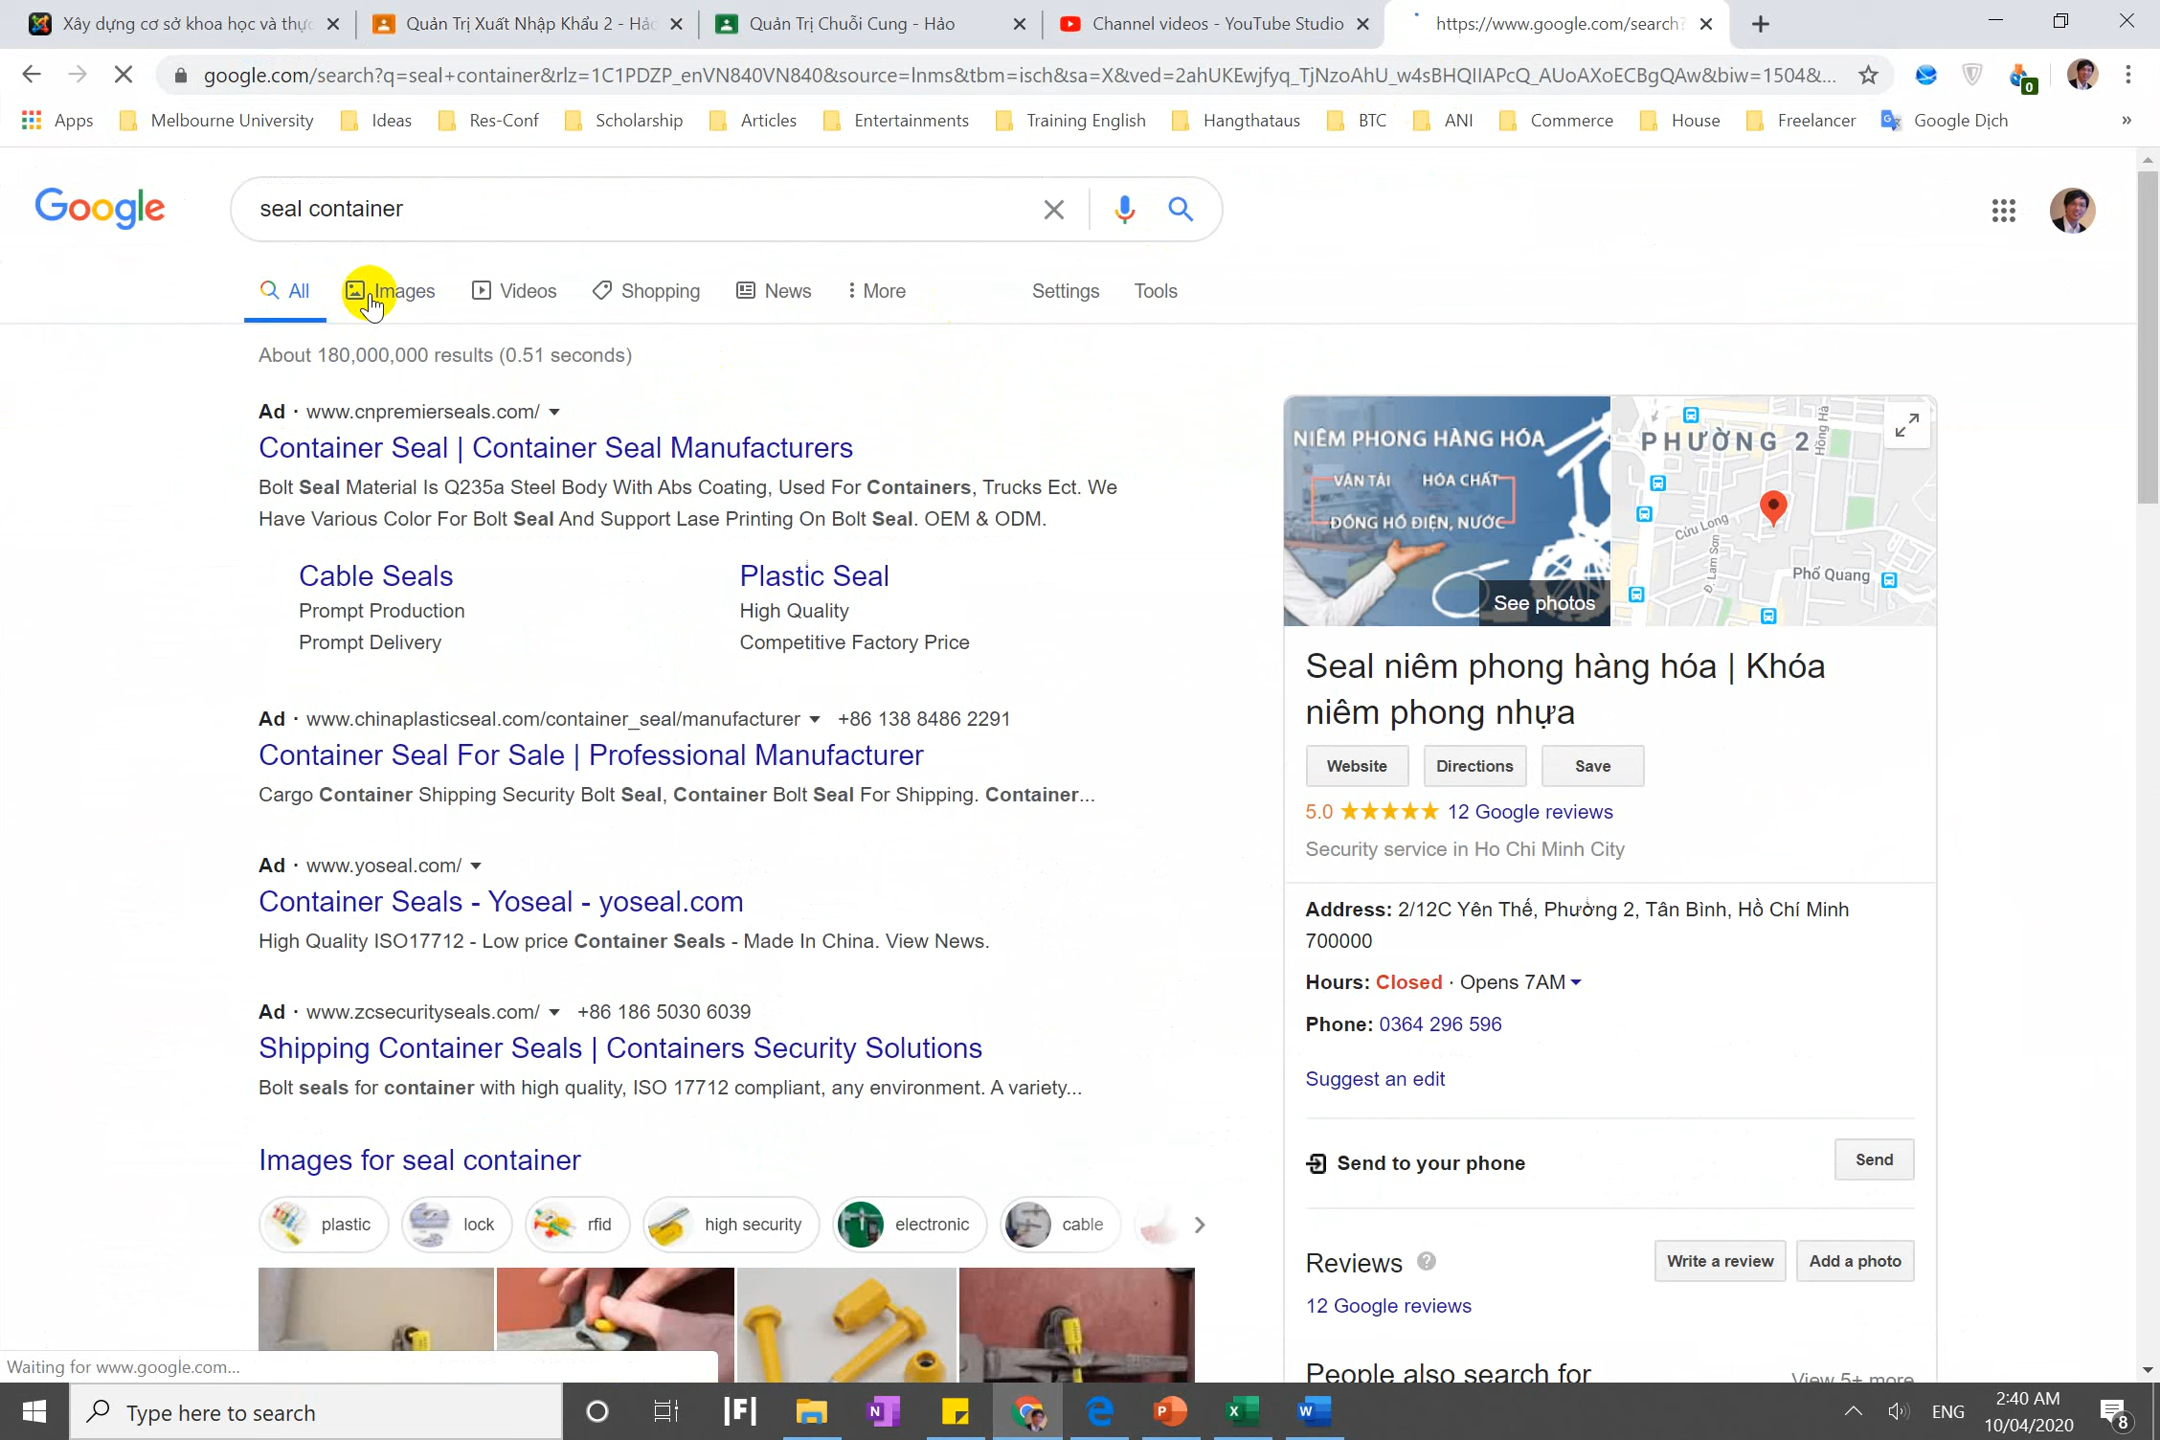 Xây dựng cơ sở khoa học và thực
Quản Trị Xuất Nhập Khẩu 2 - Hảo
Quản Trị Chuỗi Cung - Hảo
Channel videos - YouTube Studio
https://www.google.com/search?
google.com/search?q=seal+container&rlz=1C1PDZP_enVN840VN840&source=lnms&tbm=isch&sa=X&ved=2ahUKEwjfyq_TjNzoAhU_w4sBHQIIAPcQ_AUoAXoECBgQAw&biw=1504&...
0
Apps
Melbourne University
Ideas
Res-Conf
Scholarship
Articles
Entertainments
Training English
Hangthataus
BTC
ANI
Commerce
House
Freelancer
Google Dịch
»
Google
seal container
All
Images
Videos
Shopping
News
More
Settings
Tools
About 180,000,000 results (0.51 seconds)
Ad · www.cnpremierseals.com/
Container Seal | Container Seal Manufacturers
Bolt Seal Material Is Q235a Steel Body With Abs Coating, Used For Containers, Trucks Ect. We
Have Various Color For Bolt Seal And Support Lase Printing On Bolt Seal. OEM & ODM.
Cable Seals
Prompt Production
Prompt Delivery
Plastic Seal
High Quality
Competitive Factory Price
Ad · www.chinaplasticseal.com/container_seal/manufacturer +86 138 8486 2291
Container Seal For Sale | Professional Manufacturer
Cargo Container Shipping Security Bolt Seal, Container Bolt Seal For Shipping. Container...
Ad · www.yoseal.com/
Container Seals - Yoseal - yoseal.com
High Quality ISO17712 - Low price Container Seals - Made In China. View News.
Ad · www.zcsecurityseals.com/ +86 186 5030 6039
Shipping Container Seals | Containers Security Solutions
Bolt seals for container with high quality, ISO 17712 compliant, any environment. A variety...
Images for seal container
plastic
lock
rfid
high security
electronic
cable
NIÊM PHONG HÀNG HÓA
VẬN TẢI HÓA CHẤT
ĐỒNG HỒ ĐIỆN, NƯỚC
See photos
PHƯỜNG 2
Hồng Hà
Cửu Long
Đ. Lam Sơn
Phổ Quang
Seal niêm phong hàng hóa | Khóa
niêm phong nhựa
Website
Directions
Save
5.0 ★★★★★ 12 Google reviews
Security service in Ho Chi Minh City
Address: 2/12C Yên Thế, Phường 2, Tân Bình, Hồ Chí Minh
700000
Hours: Closed · Opens 7AM
Phone: 0364 296 596
Suggest an edit
Send to your phone
Send
Reviews
Write a review
Add a photo
12 Google reviews
People also search for
View 5+ more
Waiting for www.google.com...
Type here to search
ENG
2:40 AM
10/04/2020
8